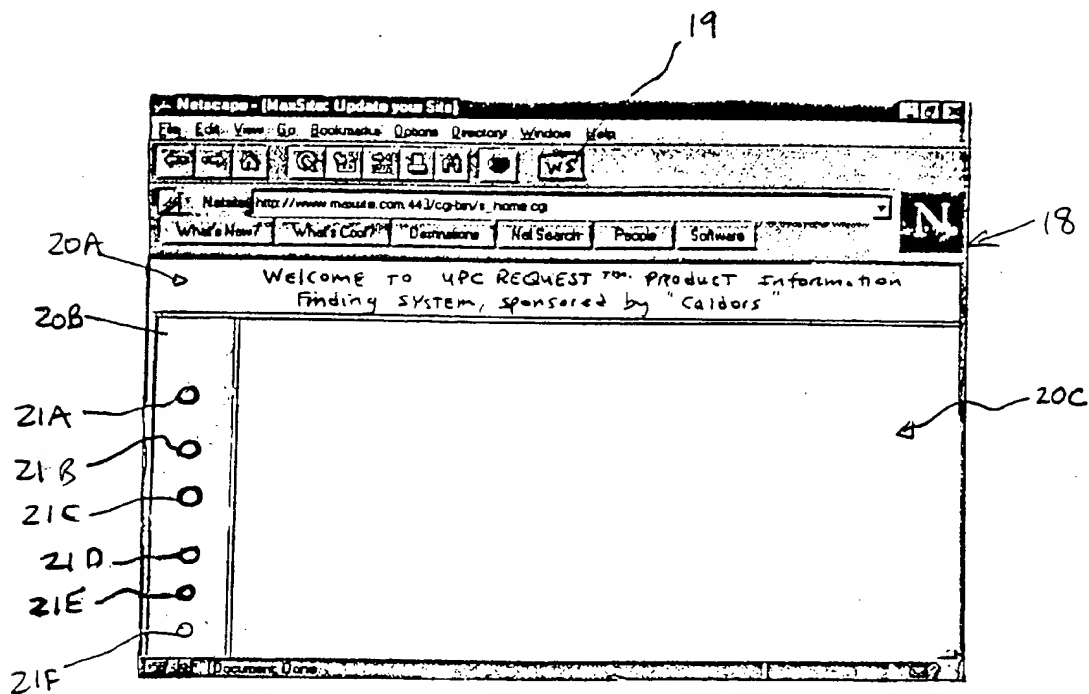 19
Netscape - [MaxSite: Update your Site]
File Edit View Go Bookmarks Options Directory Window Help
WS
Netsite: http://www.maxsite.com:443/cg-bin/s_home.cgi
N
What's New? What's Cool? Destinations Net Search People Software
18
20A
WELCOME TO UPC REQUEST™ PRODUCT Information
Finding SYSTEM, sponsored by "Caldors"
20B
20C
21A
21B
21C
21D
21E
21F
Document Done